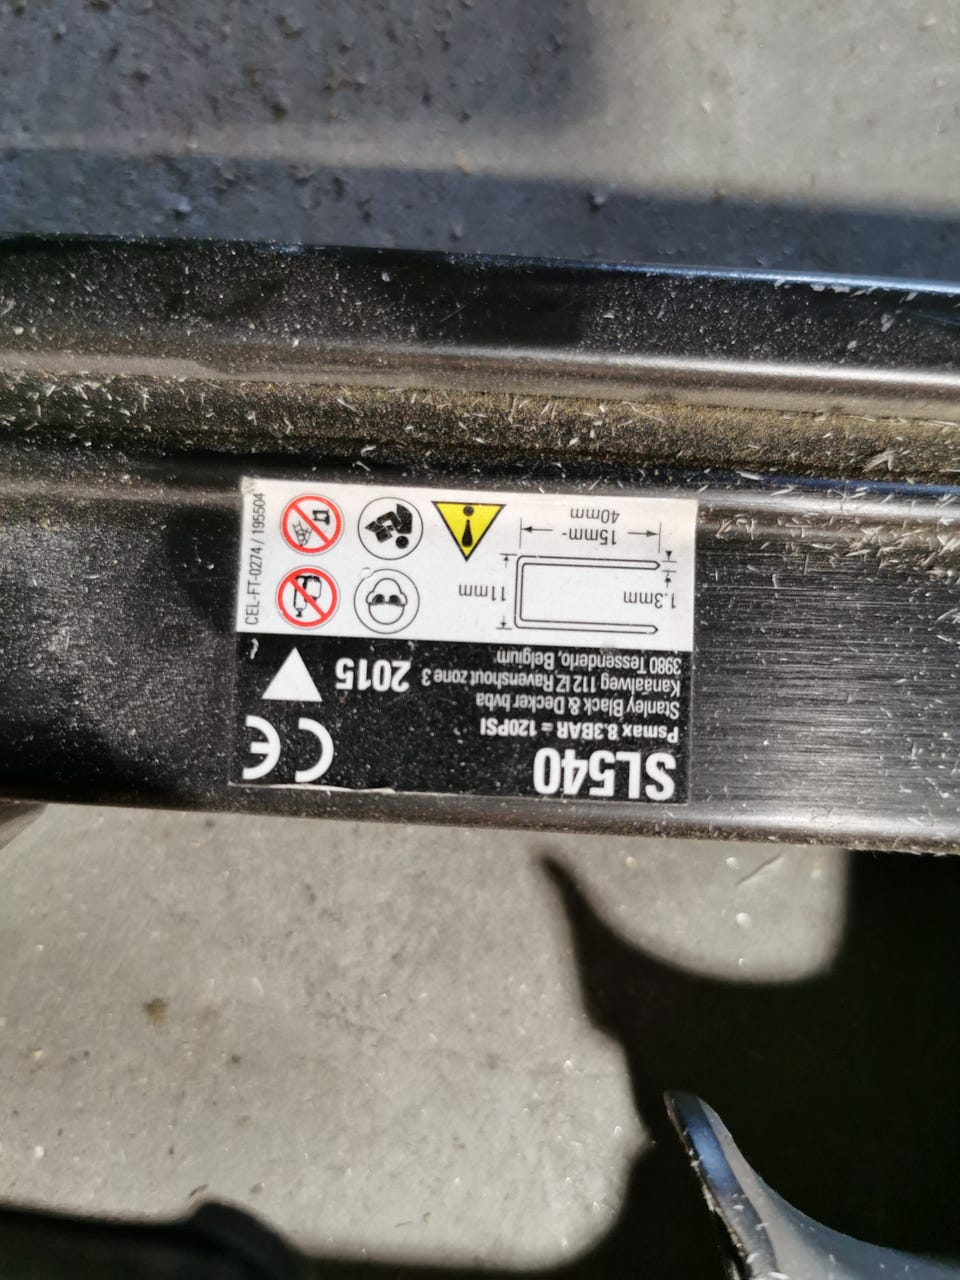 SL540
Psmax 8.3BAR = 120PSI
Stanley Black & Decker bvba
Kanaalweg 112 IZ Ravenshout zone 3
3980 Tessenderlo, Belgium
CE
2015
1.3mm
11mm
15mm-
40mm
CEL-FT-0274 / 195504